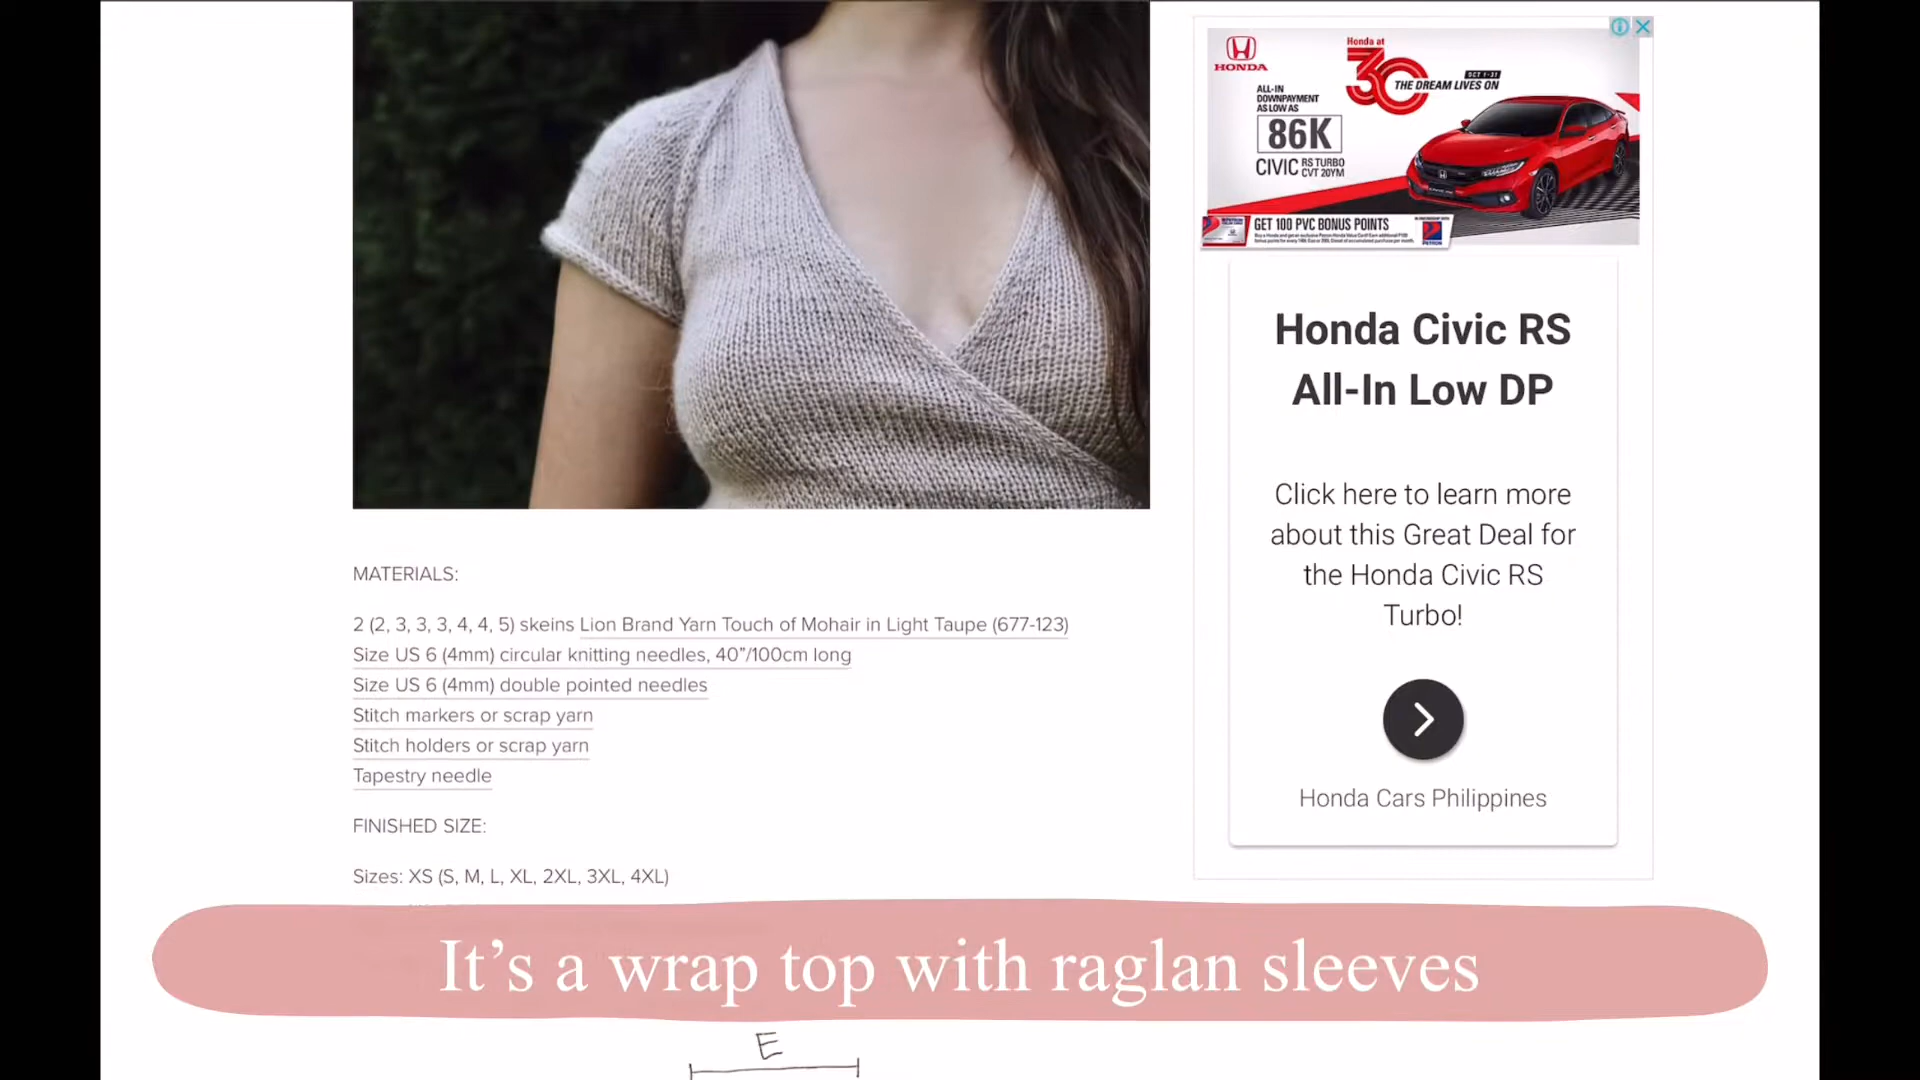 MATERIALS:
2 (2, 3, 3, 3, 4, 4, 5) skeins Lion Brand Yarn Touch of Mohair in Light Taupe (677-123)
Size US 6 (4mm) circular knitting needles, 40”/100cm long
Size US 6 (4mm) double pointed needles
Stitch markers or scrap yarn
Stitch holders or scrap yarn
Tapestry needle
FINISHED SIZE:
Sizes: XS (S, M, L, XL, 2XL, 3XL, 4XL)
It’s a wrap top with raglan sleeves
E
HONDA
Honda at
30
OCT 1-31
THE DREAM LIVES ON
ALL-IN
DOWNPAYMENT
AS LOW AS
86K
CIVIC RS TURBO
CVT 20YM
GET 100 PVC BONUS POINTS
PETRON
Honda Civic RS
All-In Low DP
Click here to learn more
about this Great Deal for
the Honda Civic RS
Turbo!
Honda Cars Philippines